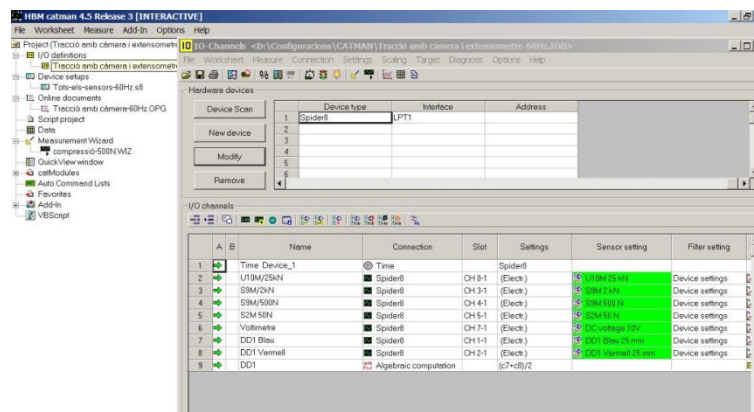 HBM catman 4.5 Release 3 [INTERACTIVE]
File Worksheet Measure Add-In Options Help
Project (Tracció amb càmera i extensometre
I/O definitions
Tracció amb càmera i extensometre
Device setups
Tots-els-sensors-60Hz.s8
Online documents
Tracció amb càmera-60Hz.OPG
Script project
Data
Measurement Wizard
compressió-500N.WIZ
QuickView window
catModules
Auto Command Lists
Favorites
Add-In
VBScript
IO-Channels <D:\Configuracions\CATMAN\Tracció amb càmera i extensometre-60Hz.IOD>
File Worksheet Measure Connection Settings Scaling Target Diagnosis Options Help
Hardware devices
Device Scan
New device
Modify
Remove
Device type Interface Address
1 Spider8 LPT1
2
3
4
5
6
I/O channels
A B Name Connection Slot Settings Sensor setting Filter setting
1 Time Device_1 Time Spider8
2 U10M/25kN Spider8 CH 0-1 (Electr.) U10M 25 kN Device settings
3 S9M/2kN Spider8 CH 3-1 (Electr.) S9M 2 kN Device settings
4 S9M/500N Spider8 CH 4-1 (Electr.) S9M 500 N Device settings
5 S2M 50N Spider8 CH 5-1 (Electr.) S2M 50 N Device settings
6 Voltimetre Spider8 CH 7-1 (Electr.) DC voltage 10V Device settings
7 DD1 Blau Spider8 CH 1-1 (Electr.) DD1 Blau 25 mm Device settings
8 DD1 Vermell Spider8 CH 2-1 (Electr.) DD1 Vermell 25 mm Device settings
9 DD1 Algebraic computation (c7+c8)/2